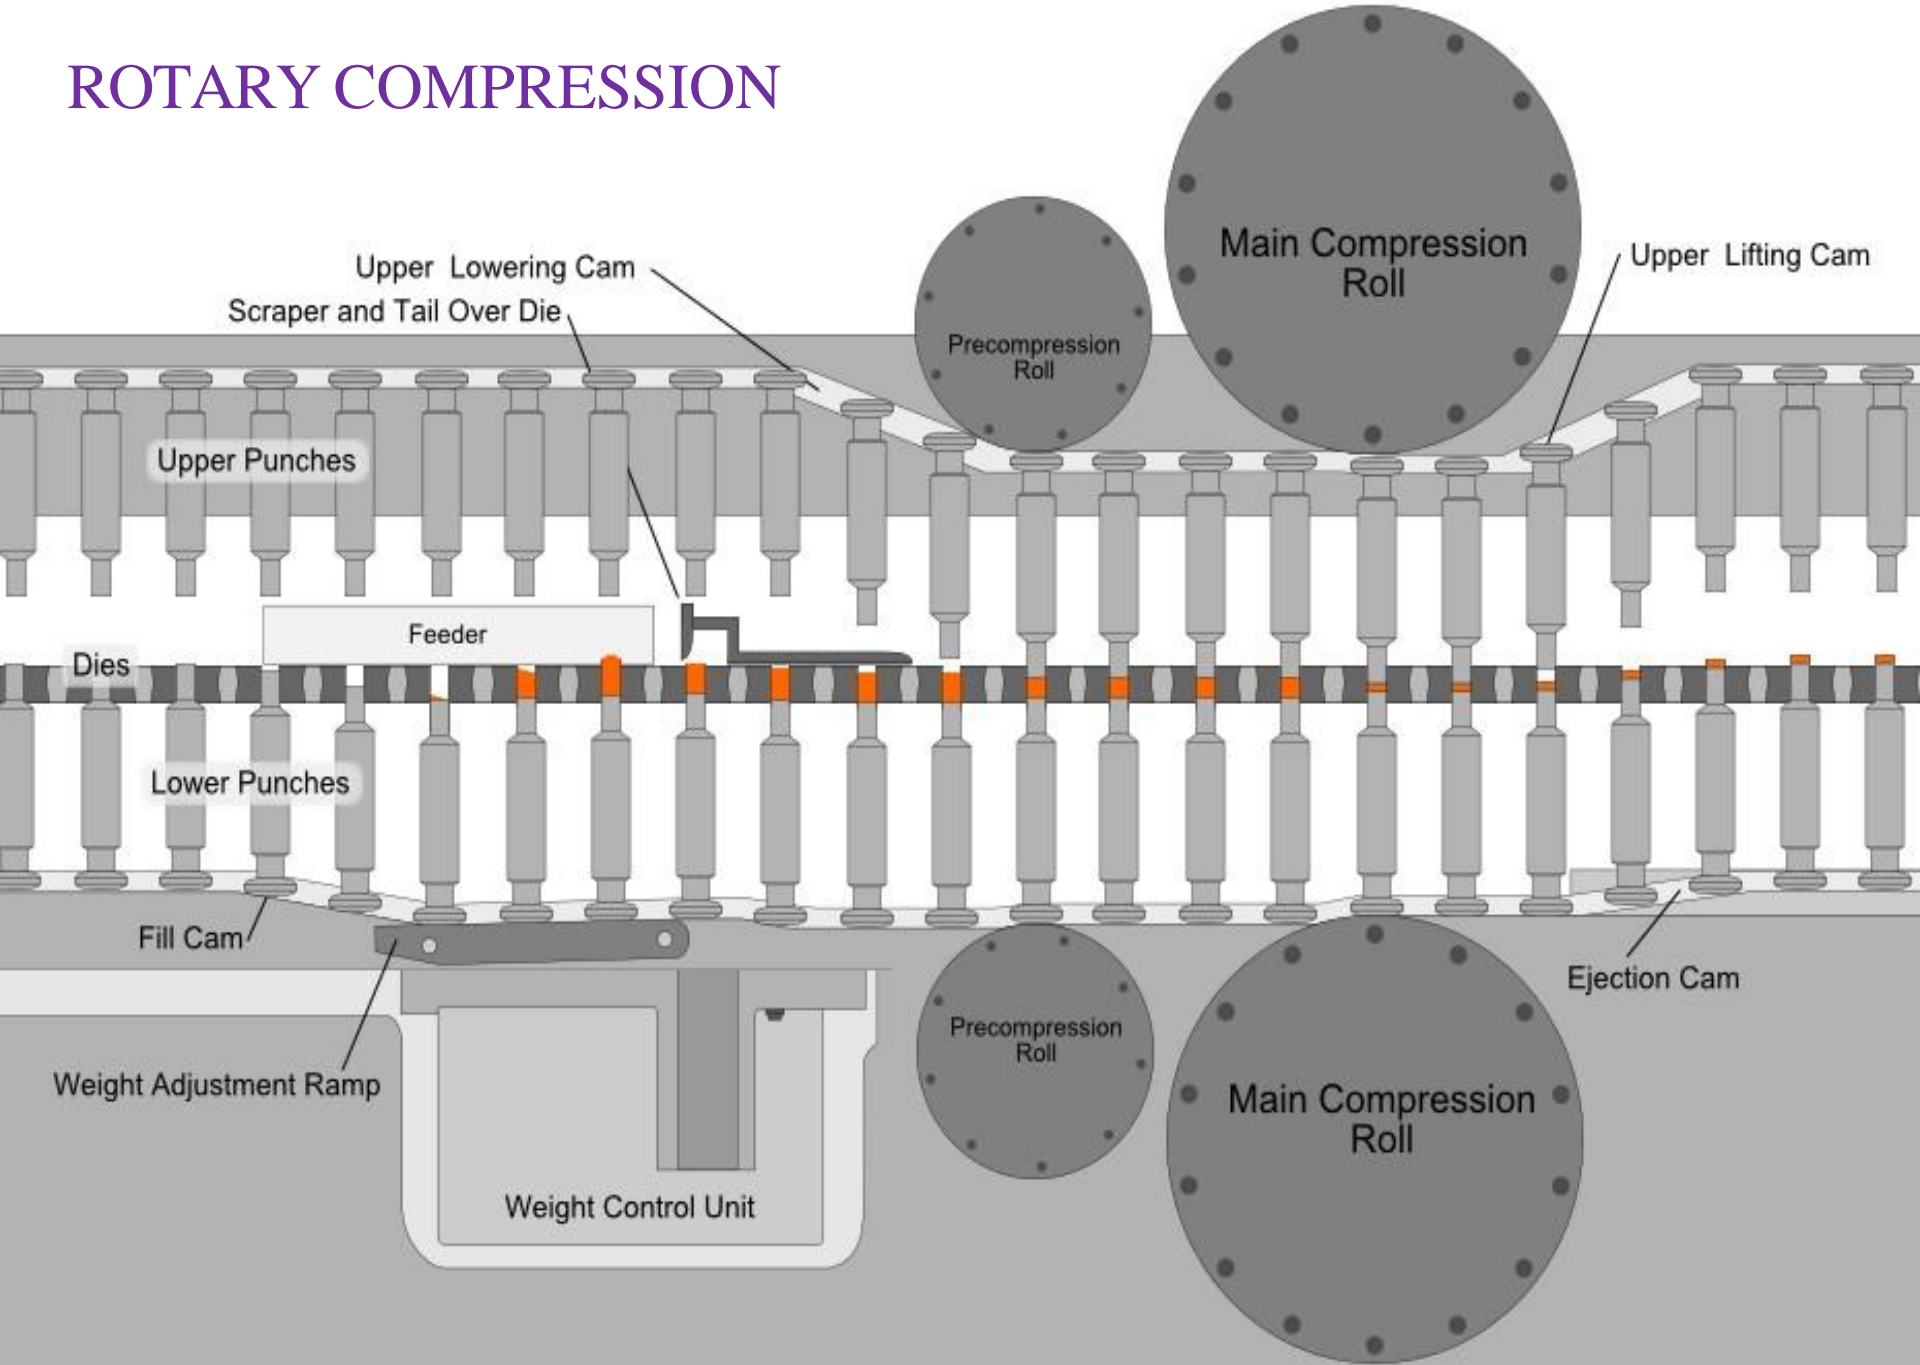 ROTARY COMPRESSION
Main Compression
Roll
Upper Lifting Cam
Upper Lowering Cam
Scraper and Tail Over Die
Precompression
Roll
Upper Punches
Feeder
Dies
Lower Punches
Fill Cam
Ejection Cam
Precompression
Roll
Weight Adjustment Ramp
Main Compression
Roll
Weight Control Unit